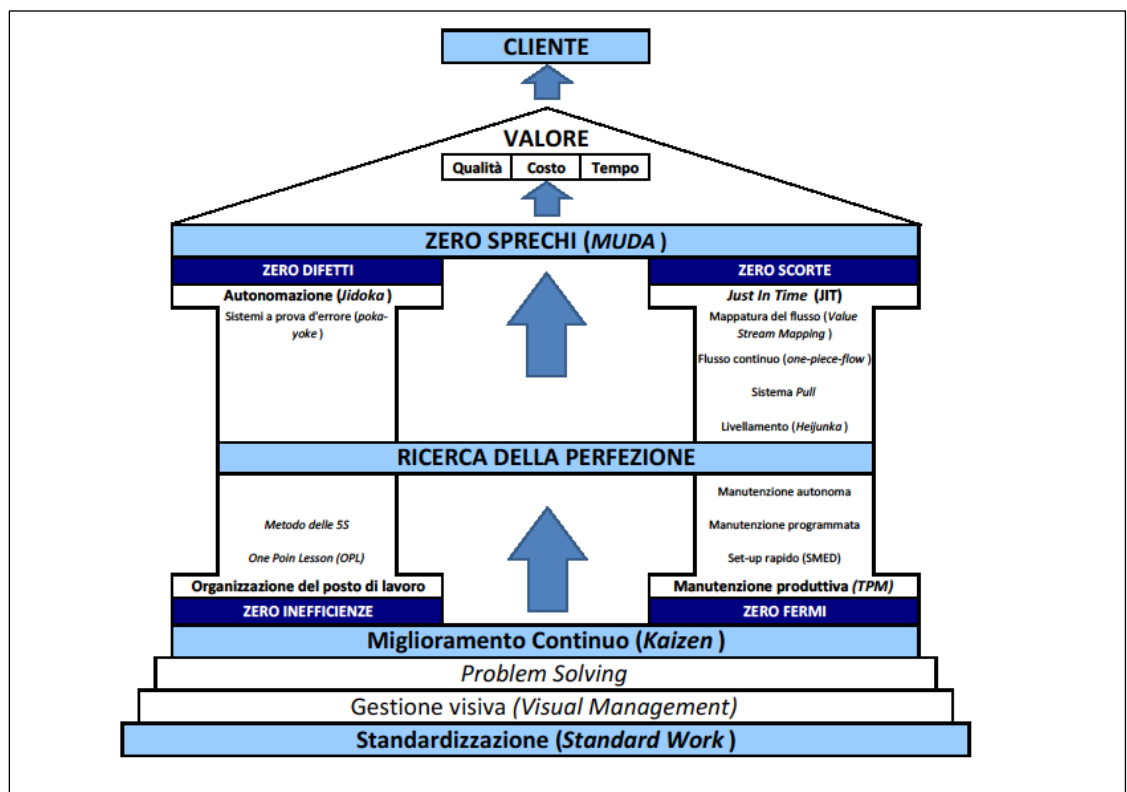 CLIENTE
VALORE
Qualità Costo Tempo
ZERO SPRECHI (MUDA )
ZERO DIFETTI
Autonomazione (Jidoka )
Sistemi a prova d'errore (poka-
yoke )
ZERO SCORTE
Just In Time (JIT)
Mappatura del flusso (Value
Stream Mapping )
Flusso continuo (one-piece-flow )
Sistema Pull
Livellamento (Heijunka )
RICERCA DELLA PERFEZIONE
Metodo delle 5S
One Poin Lesson (OPL)
Organizzazione del posto di lavoro
ZERO INEFFICIENZE
Manutenzione autonoma
Manutenzione programmata
Set-up rapido (SMED)
Manutenzione produttiva (TPM)
ZERO FERMI
Miglioramento Continuo (Kaizen )
Problem Solving
Gestione visiva (Visual Management)
Standardizzazione (Standard Work )